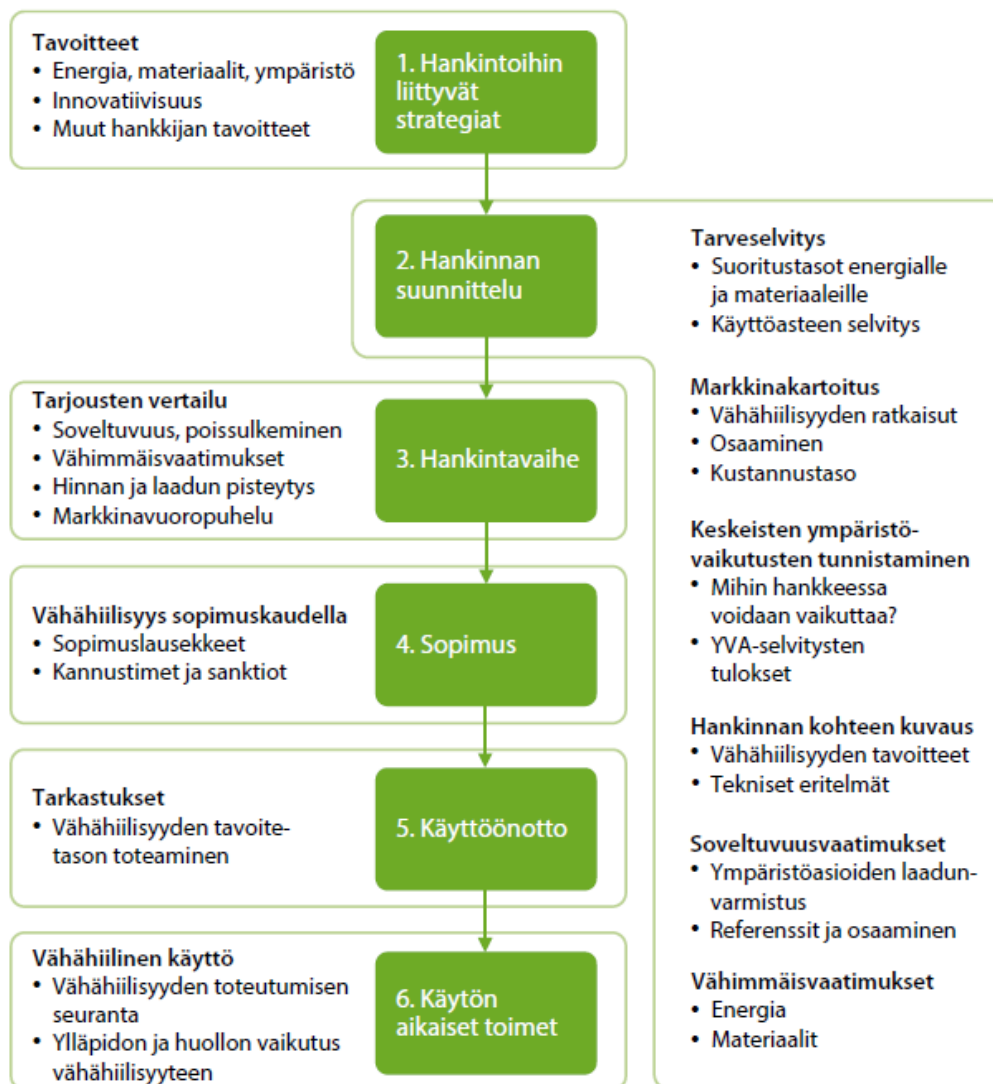 Tavoitteet
• Energia, materiaalit, ympäristö
• Innovatiivisuus
• Muut hankkijan tavoitteet
1. Hankintoihin
liittyvät
strategiat
2. Hankinnan
suunnittelu
Tarveselvitys
• Suoritustasot energialle
ja materiaaleille
• Käyttöasteen selvitys
Markkinakartoitus
• Vähähiilisyyden ratkaisut
• Osaaminen
• Kustannustaso
Keskeisten ympäristö-
vaikutusten tunnistaminen
• Mihin hankkeessa
voidaan vaikuttaa?
• YVA-selvitysten
tulokset
Hankinnan kohteen kuvaus
• Vähähiilisyyden tavoitteet
• Tekniset eritelmät
Soveltuvuusvaatimukset
• Ympäristöasioiden laadun-
varmistus
• Referenssit ja osaaminen
Vähimmäisvaatimukset
• Energia
• Materiaalit
Tarjousten vertailu
• Soveltuvuus, poissulkeminen
• Vähimmäisvaatimukset
• Hinnan ja laadun pisteytys
• Markkinavuoropuhelu
3. Hankintavaihe
Vähähiilisyys sopimuskaudella
• Sopimuslausekkeet
• Kannustimet ja sanktiot
4. Sopimus
Tarkastukset
• Vähähiilisyyden tavoite-
tason toteaminen
5. Käyttöönotto
Vähähiilinen käyttö
• Vähähiilisyyden toteutumisen
seuranta
• Ylläpidon ja huollon vaikutus
vähähiilisyyteen
6. Käytön
aikaiset toimet